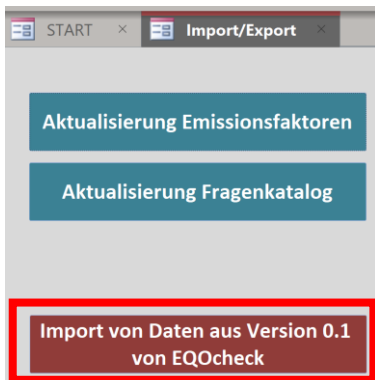 START × Import/Export ×
Aktualisierung Emissionsfaktoren
Aktualisierung Fragenkatalog
Import von Daten aus Version 0.1
von EQOcheck